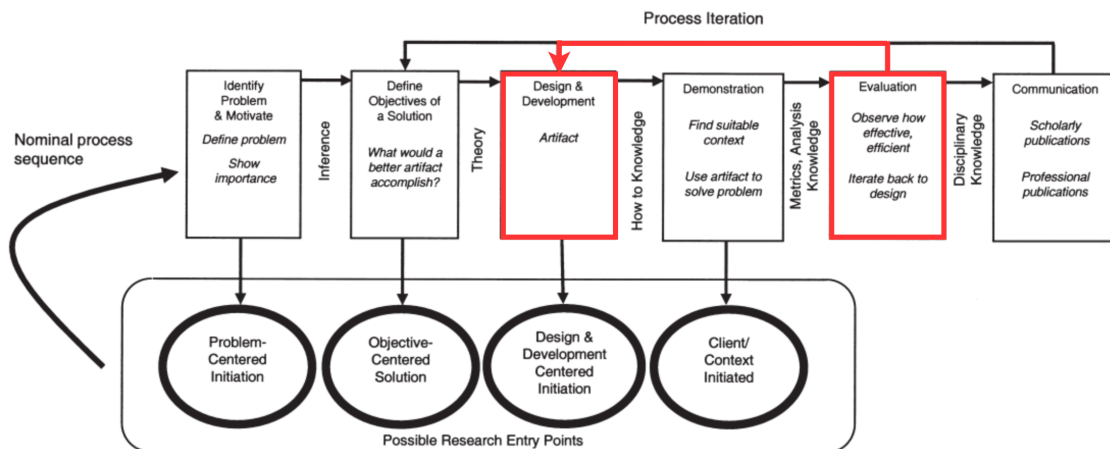 Process Iteration
Nominal process
sequence
Identify
Problem
& Motivate
Define problem
Show
importance
Inference
Define
Objectives of
a Solution
What would a
better artifact
accomplish?
Theory
Design &
Development
Artifact
How to Knowledge
Demonstration
Find suitable
context
Use artifact to
solve problem
Metrics, Analysis
Knowledge
Evaluation
Observe how
effective,
efficient
Iterate back to
design
Disciplinary
Knowledge
Communication
Scholarly
publications
Professional
publications
Problem-
Centered
Initiation
Objective-
Centered
Solution
Design &
Development
Centered
Initiation
Client/
Context
Initiated
Possible Research Entry Points